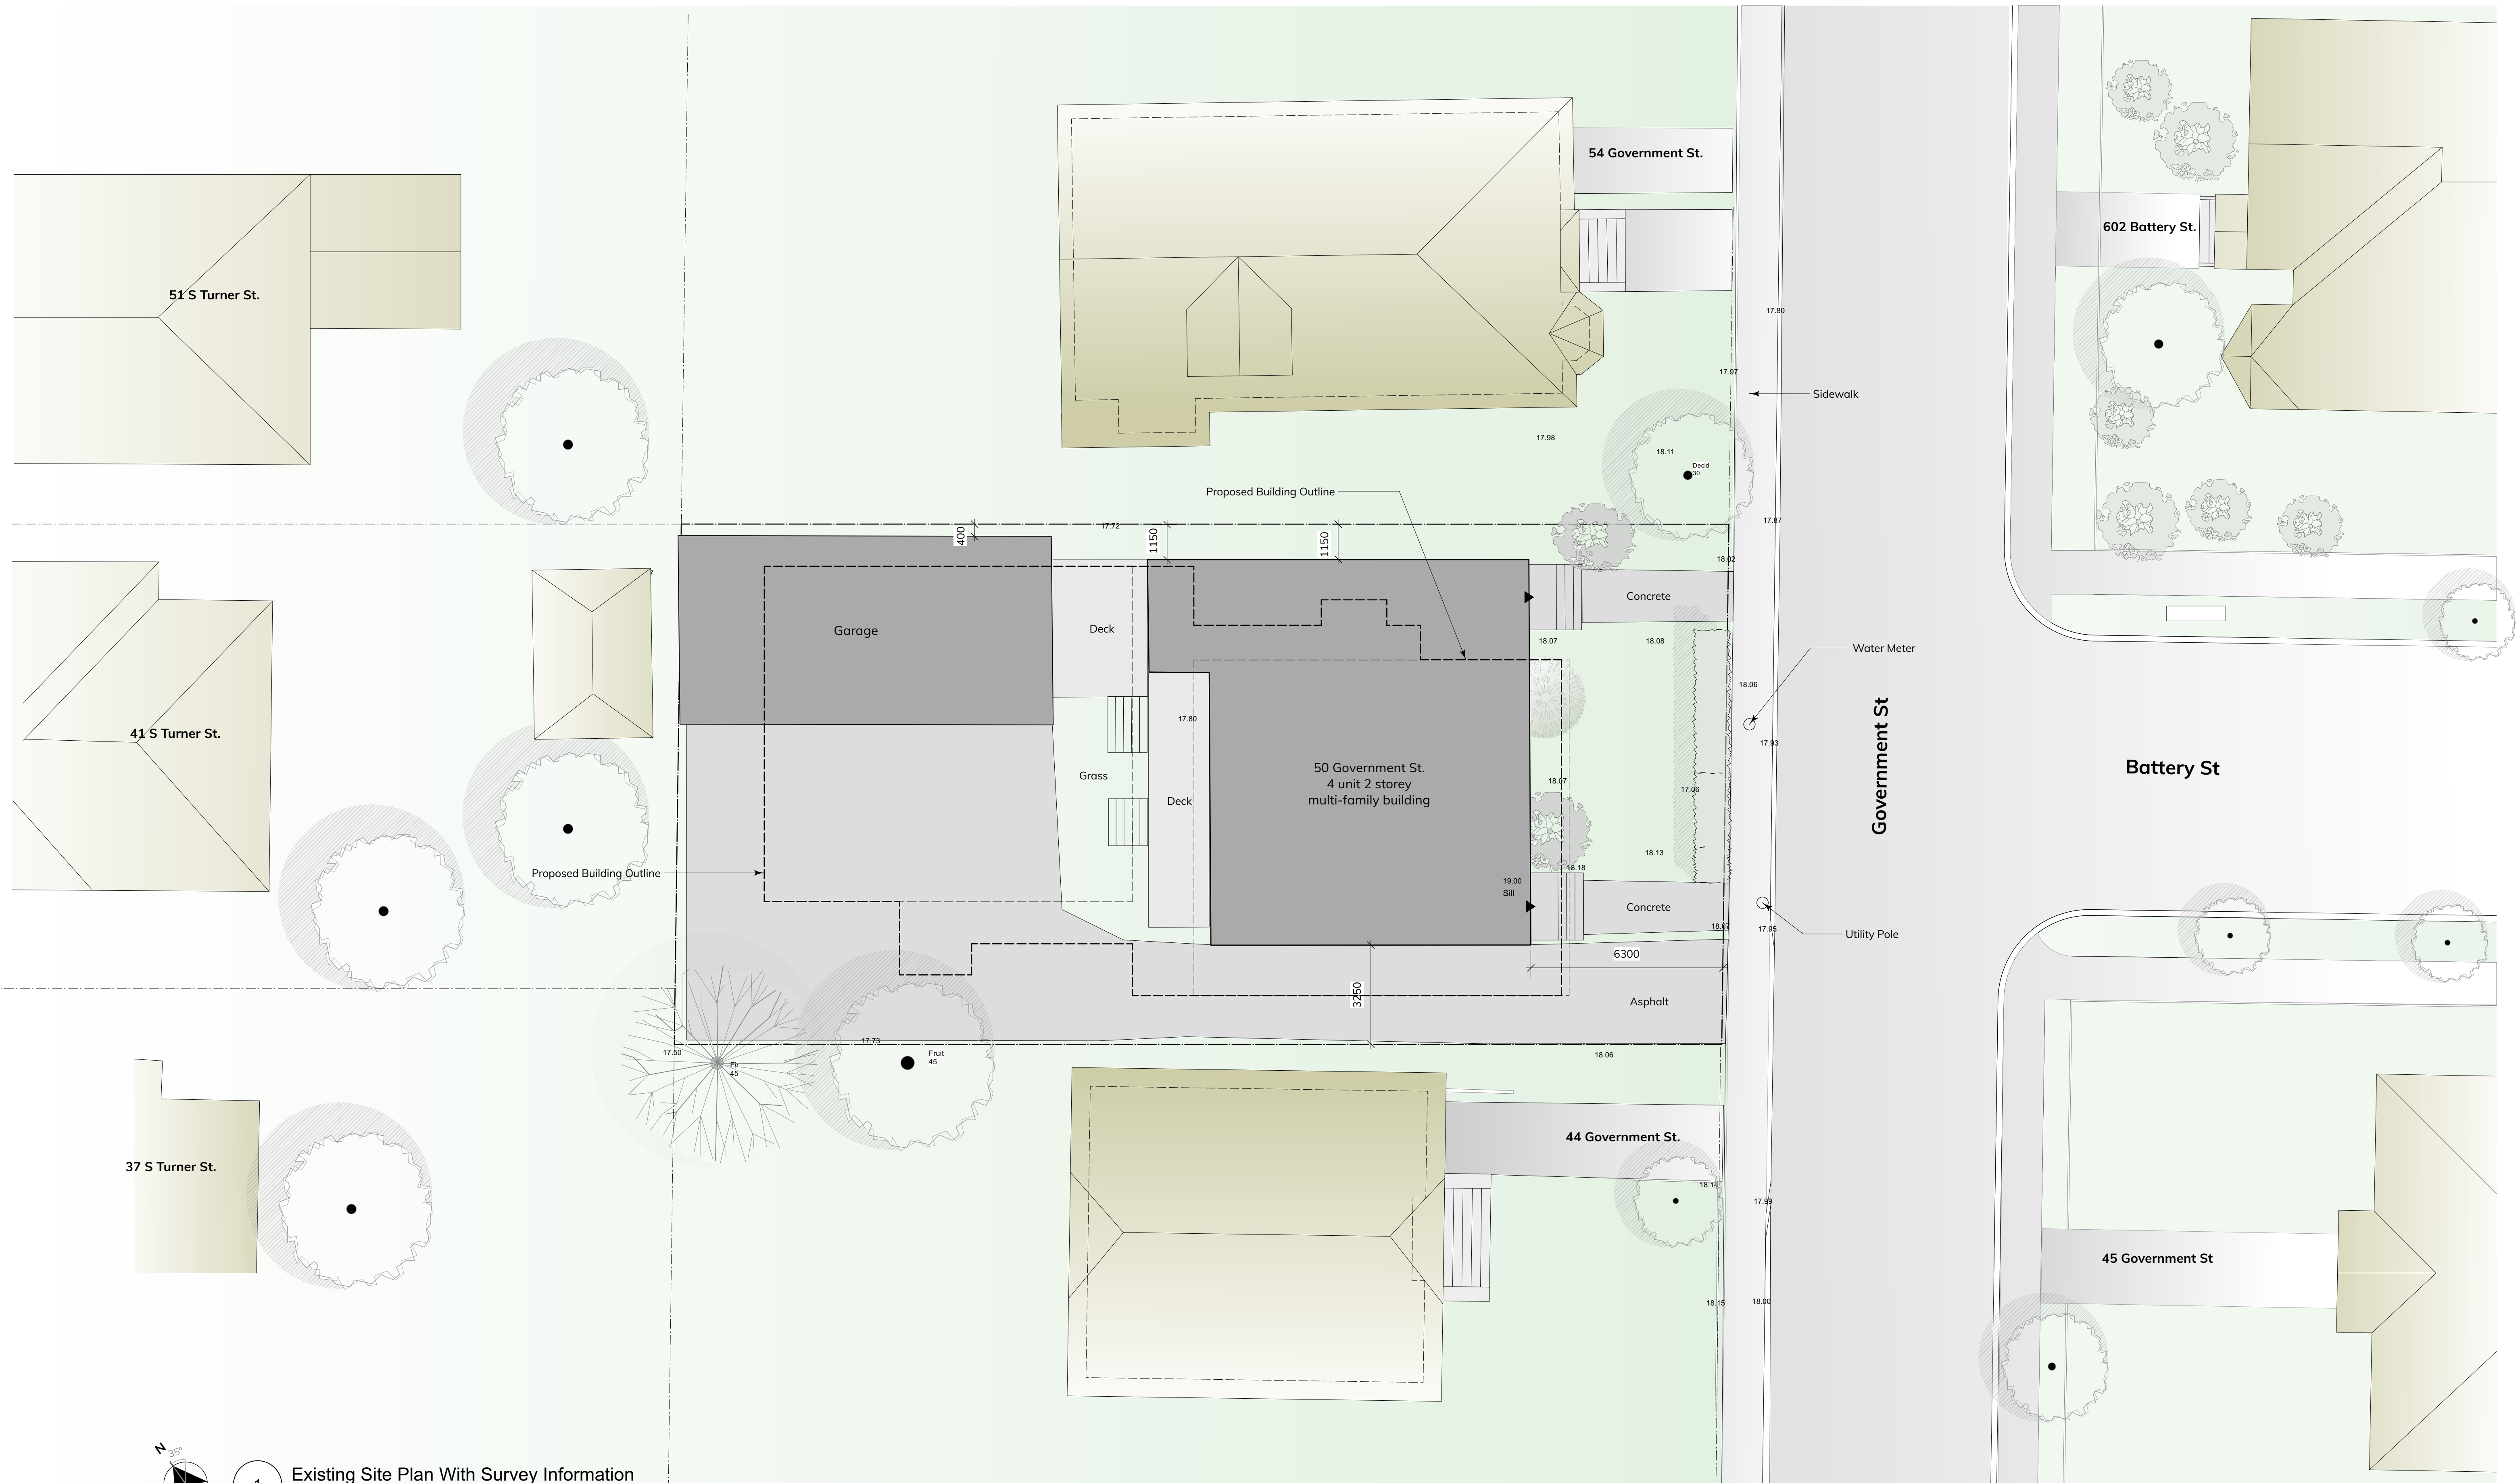 54 Government St.
602 Battery St.
51 S Turner St.
17.80
17.97
Sidewalk
17.98
18.11
Decid
30
Proposed Building Outline
17.72
400
1150
1150
17.87
18.02
Garage
Deck
Concrete
18.07
18.08
Water Meter
18.06
41 S Turner St.
17.80
17.93
Government St
Battery St
Grass
50 Government St.
4 unit 2 storey
multi-family building
18.07
17.06
Deck
18.13
18.18
Proposed Building Outline
19.00
Sill
Concrete
18.07
17.95
Utility Pole
6300
3250
Asphalt
17.50
17.73
Fir
45
Fruit
45
18.06
44 Government St.
37 S Turner St.
18.14
17.99
45 Government St
18.15
18.00
N
35°
1
Existing Site Plan With Survey Information